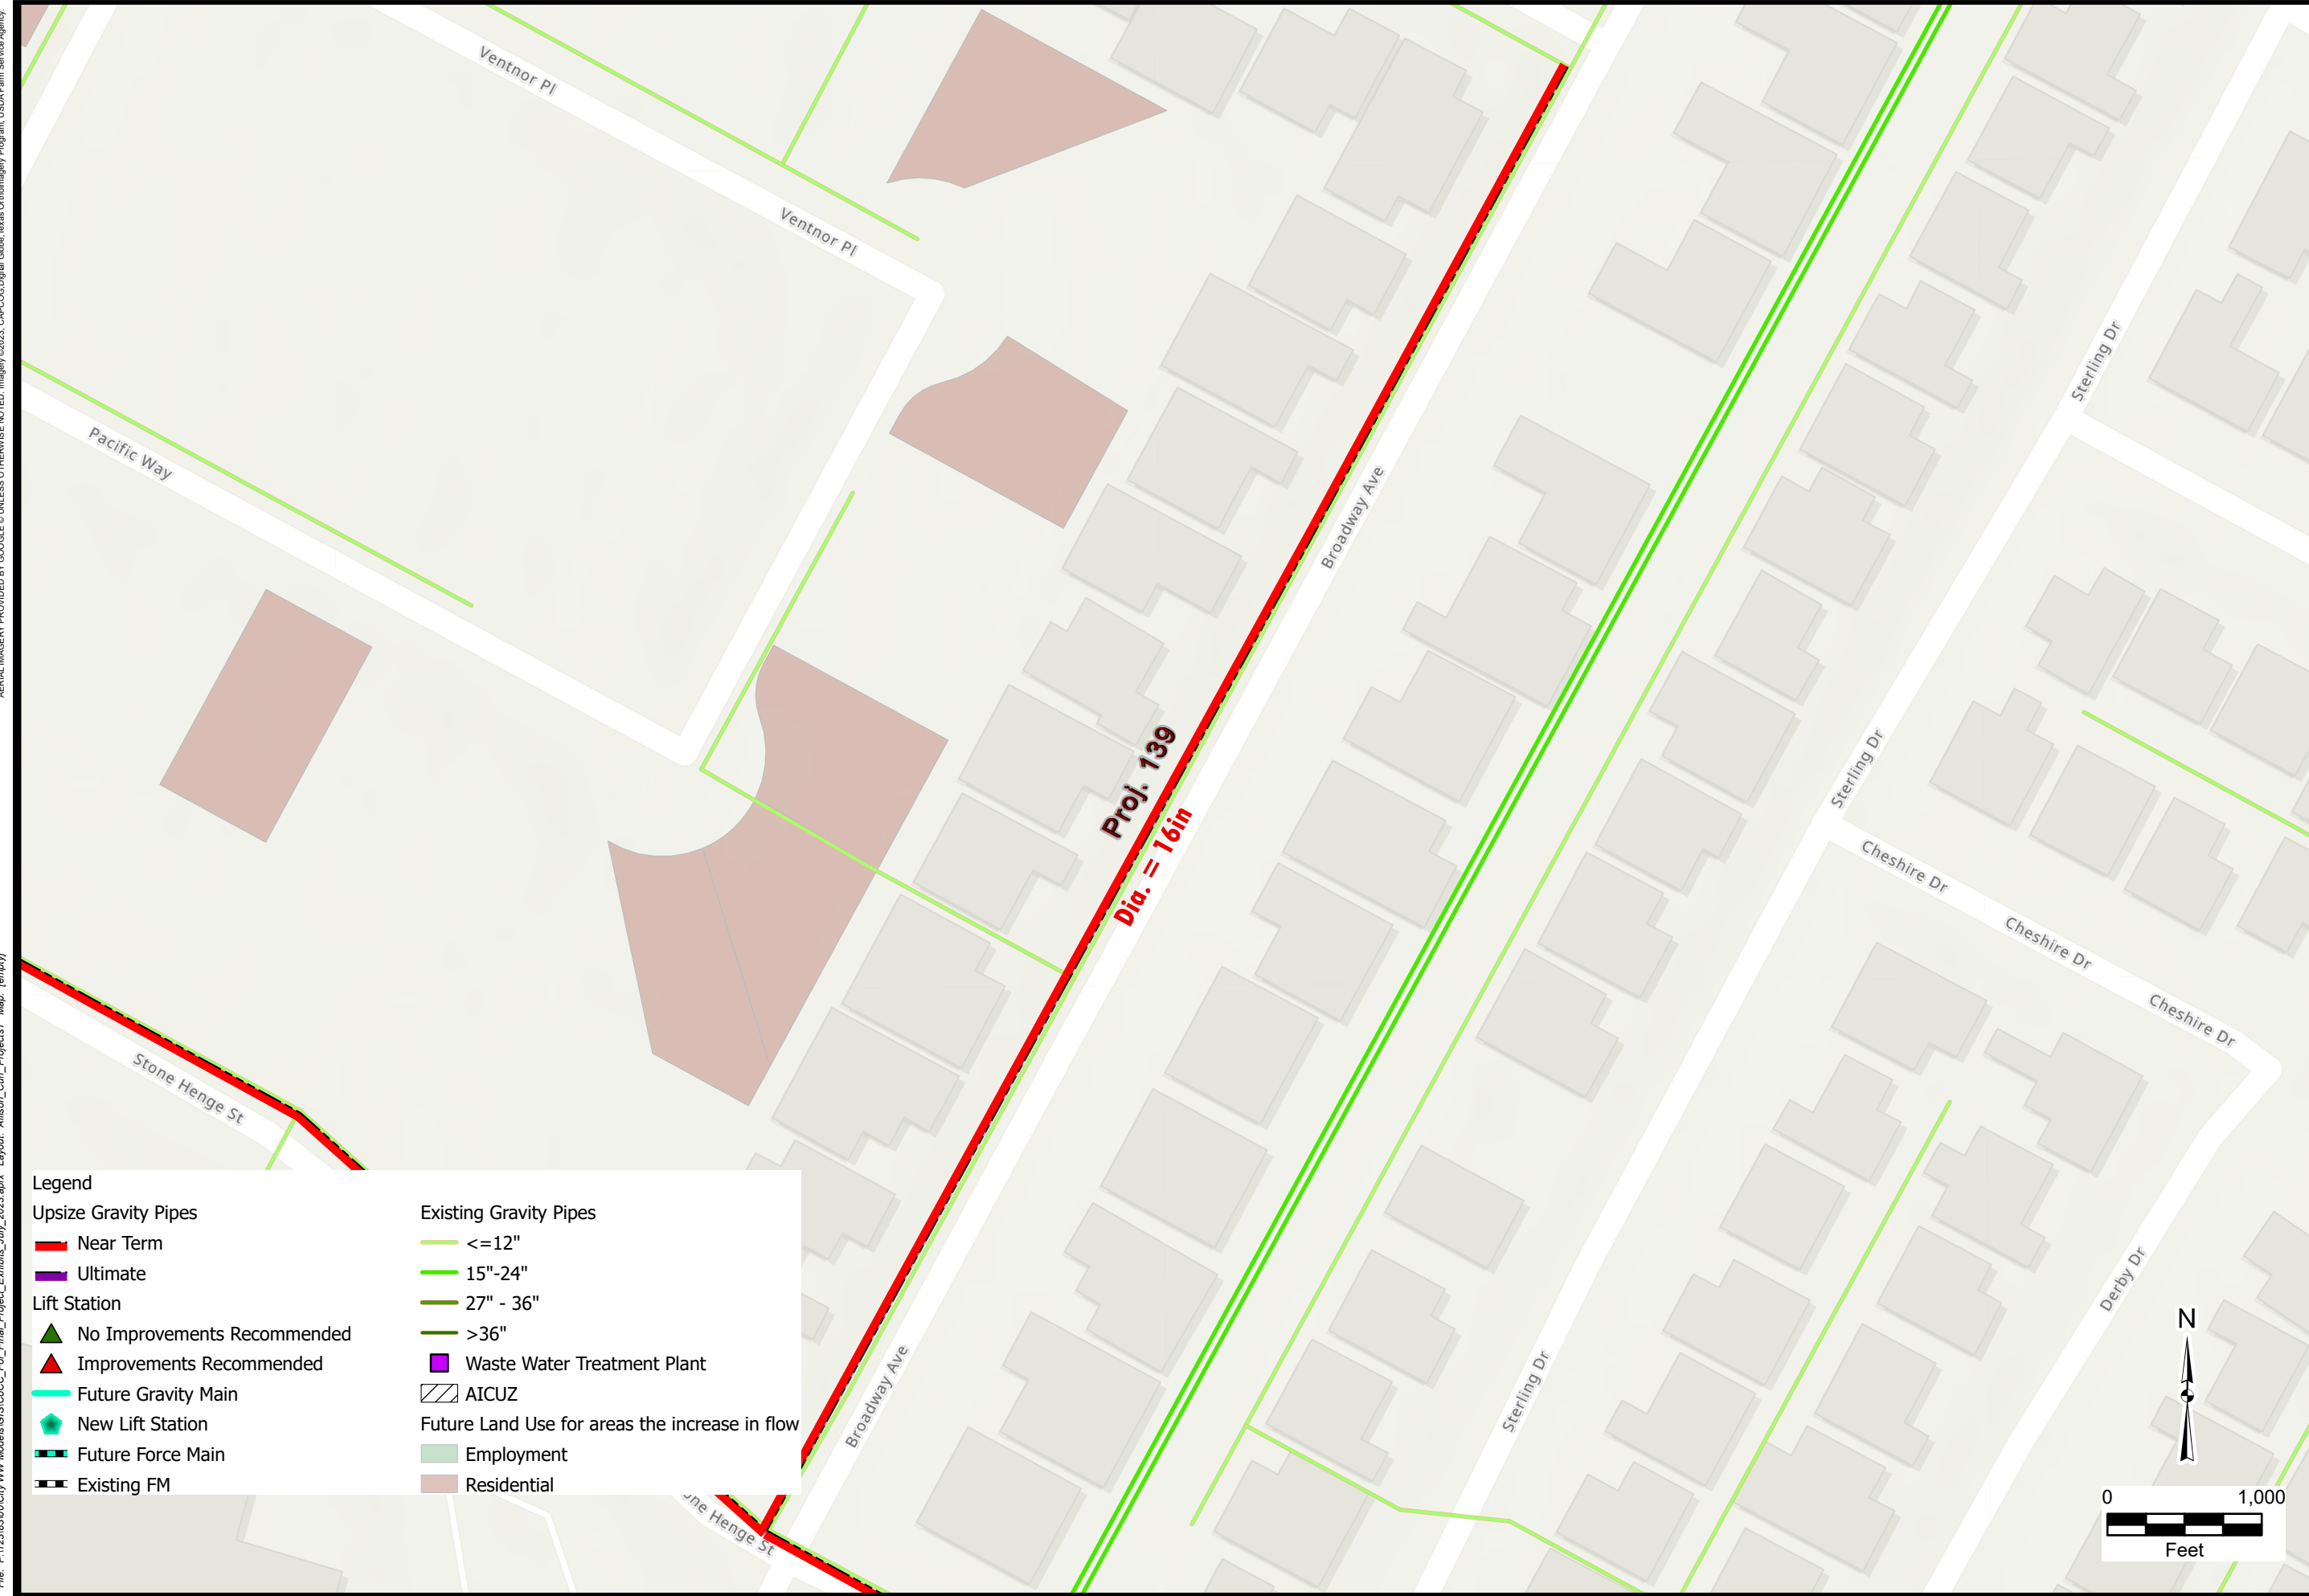 Ventnor Pl
Ventnor Pl
Pacific Way
Sterling Dr
Broadway Ave
Proj. 139
Dia. = 16in
Sterling Dr
Cheshire Dr
Cheshire Dr
Cheshire Dr
Stone Henge St
Derby Dr
Broadway Ave
Sterling Dr
Henge St
Legend
Upsize Gravity Pipes
Near Term
Ultimate
Lift Station
No Improvements Recommended
Improvements Recommended
Future Gravity Main
New Lift Station
Future Force Main
Existing FM
Existing Gravity Pipes
<=12"
15"-24"
27" - 36"
>36"
Waste Water Treatment Plant
AICUZ
Future Land Use for areas the increase in flow
Employment
Residential
N
0 1,000
Feet